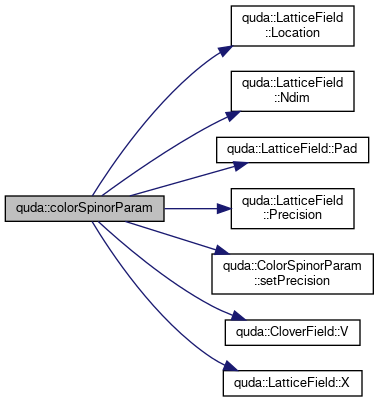 quda::LatticeField
::Location
quda::LatticeField
::Ndim
quda::LatticeField::Pad
quda::colorSpinorParam
quda::LatticeField
::Precision
quda::ColorSpinorParam
::setPrecision
quda::CloverField::V
quda::LatticeField::X